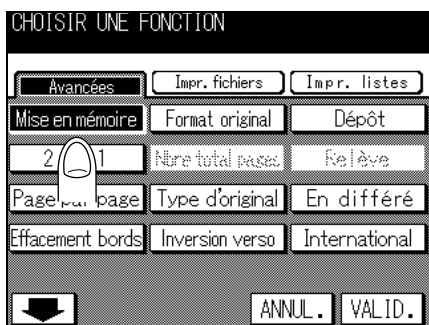 CHOISIR UNE FONCTION
Avancées Impr. fichiers Impr. listes
Mise en mémoire Format original Dépôt
2 1 Nbre total pages Relève
Page par page Type d'original En différé
Effacement bords Inversion verso International
ANNUL. VALID.